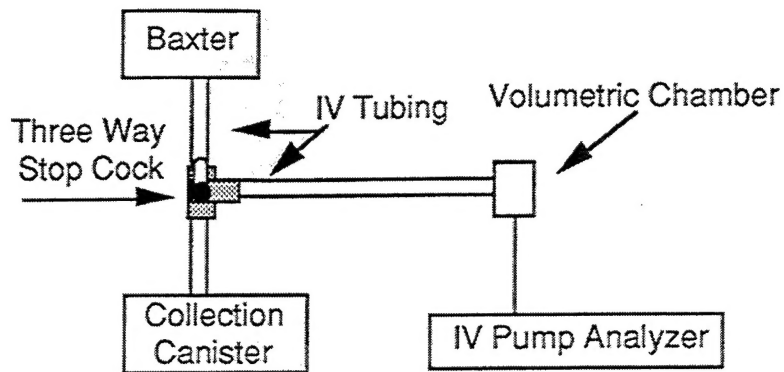 Baxter
IV Tubing
Volumetric Chamber
Three Way
Stop Cock
Collection
Canister
IV Pump Analyzer